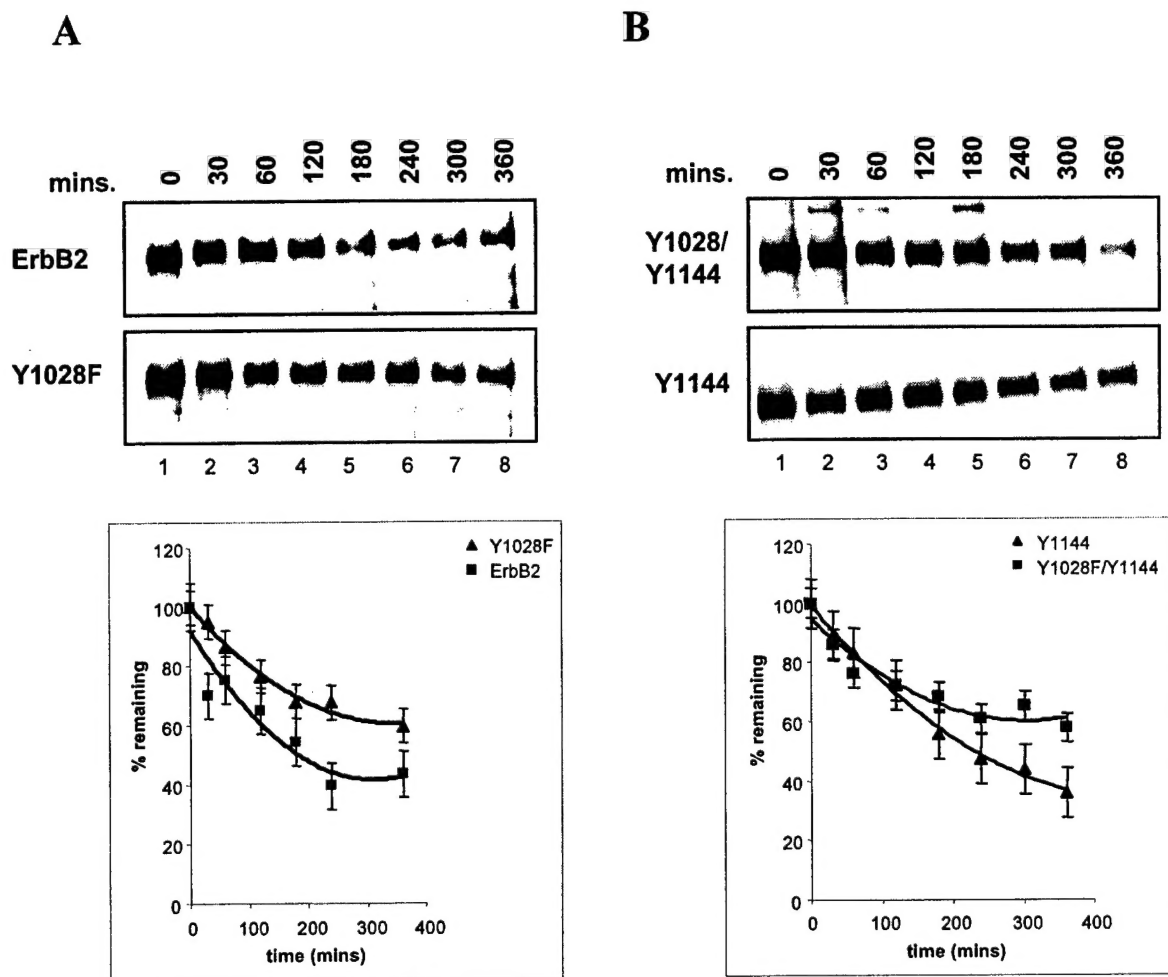 A
mins. 0 30 60 120 180 240 300 360
ErbB2
Y1028F
1 2 3 4 5 6 7 8
120
100
80
60
40
20
0
% remaining
Y1028F
ErbB2
0 100 200 300 400
time (mins)
B
mins. 0 30 60 120 180 240 300 360
Y1028/
Y1144
Y1144
1 2 3 4 5 6 7 8
120
100
80
60
40
20
0
% remaining
Y1144
Y1028F/Y1144
0 100 200 300 400
time (mins)